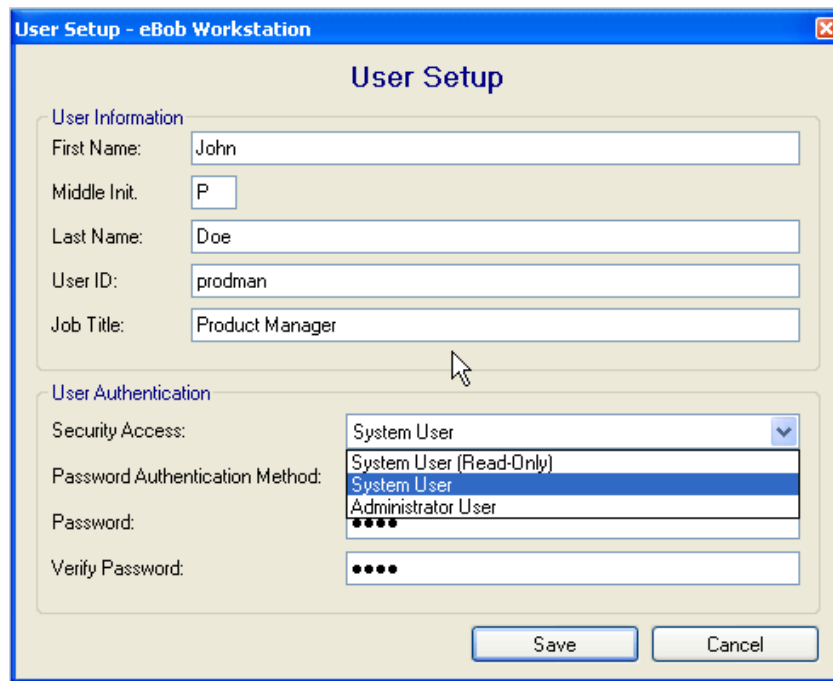 User Setup - eBob Workstation
User Setup
User Information
First Name: John
Middle Init. P
Last Name: Doe
User ID: prodman
Job Title: Product Manager
User Authentication
Security Access: System User
System User (Read-Only)
Password Authentication Method: System User
Administrator User
Password: ●●●●
Verify Password: ●●●●
Save Cancel